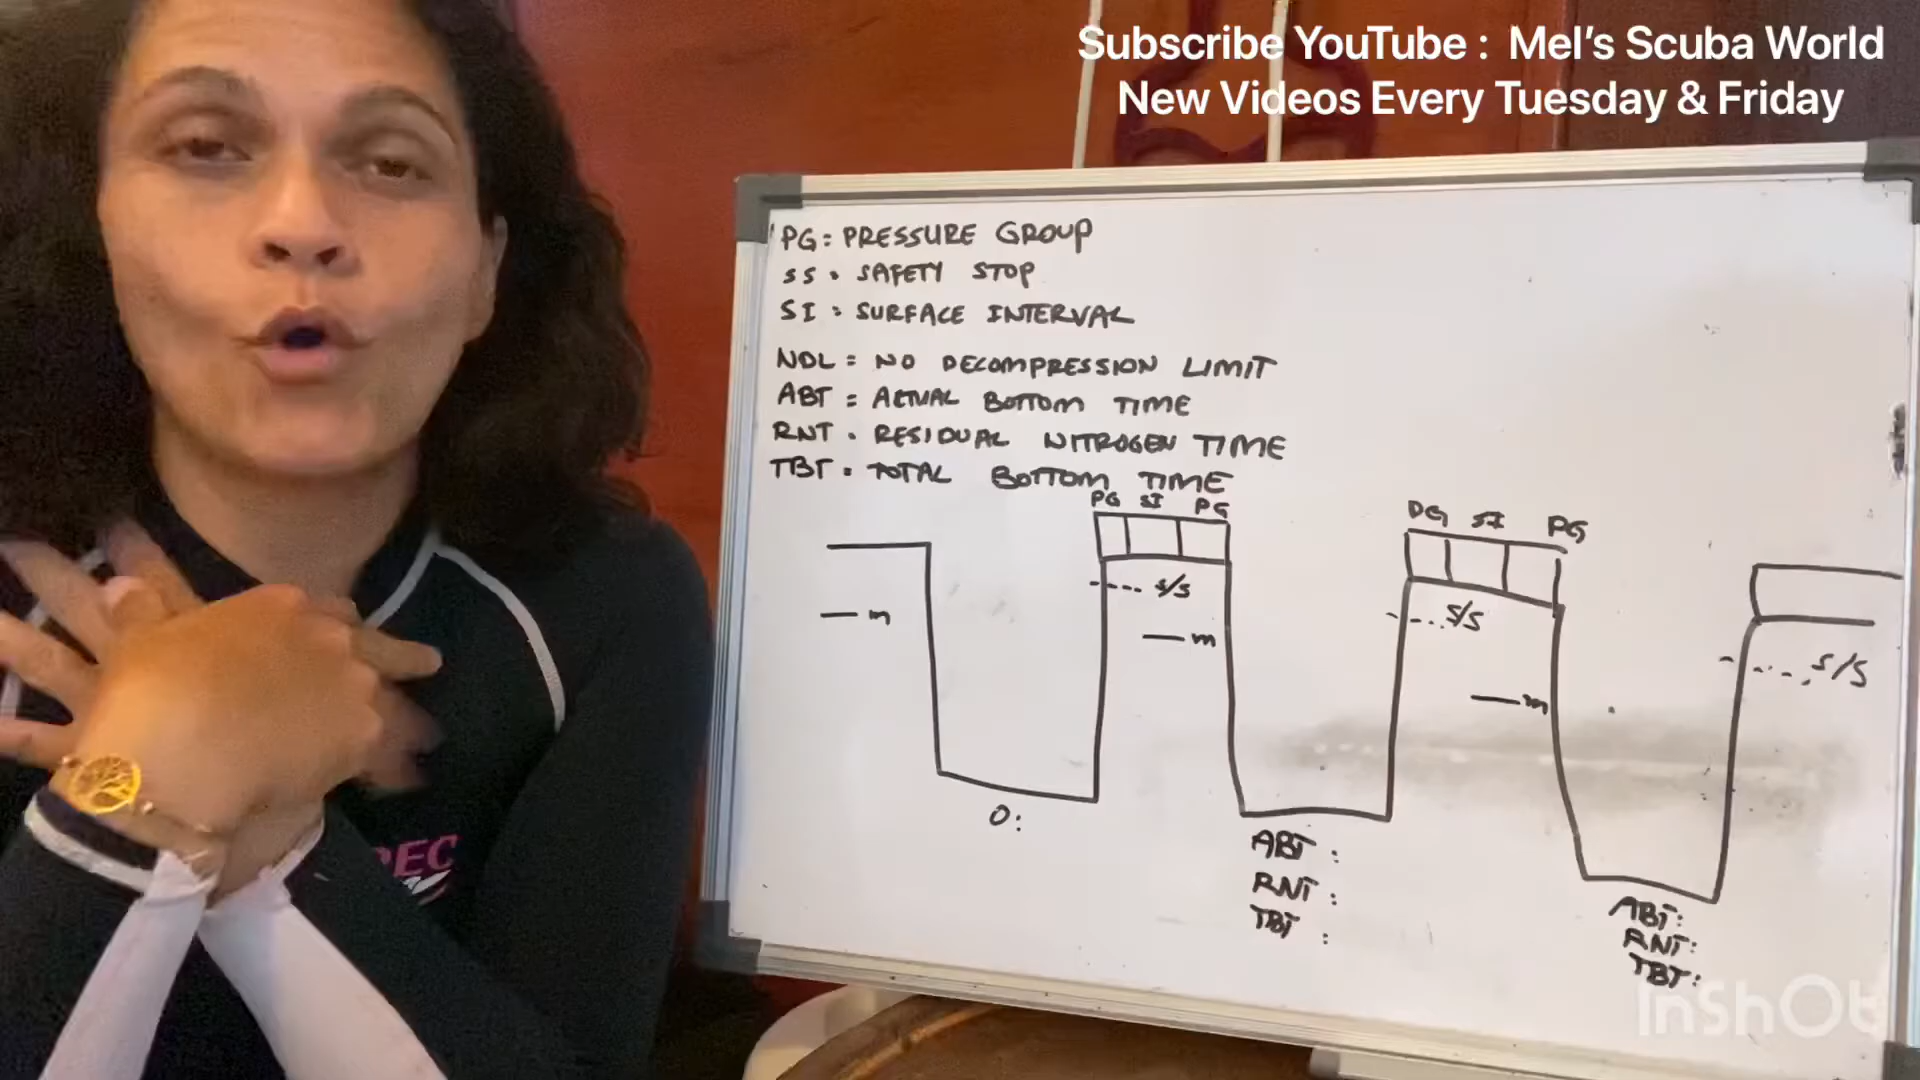 Subscribe YouTube : Mel's Scuba World
New Videos Every Tuesday & Friday
PG: PRESSURE GROUP
SS . SAFETY STOP
SI : SURFACE INTERVAL
NDL = NO DECOMPRESSION LIMIT
ABT = ACTUAL BOTTOM TIME
RNT . RESIDUAL NITROGEN TIME
TBT : TOTAL BOTTOM TIME
PG SI PG
PG SI PG
S/S
S/S
S/S
m
m
m
O:
ABT :
RNT :
TBT :
ABT:
RNT:
TBT:
REC
InShOt